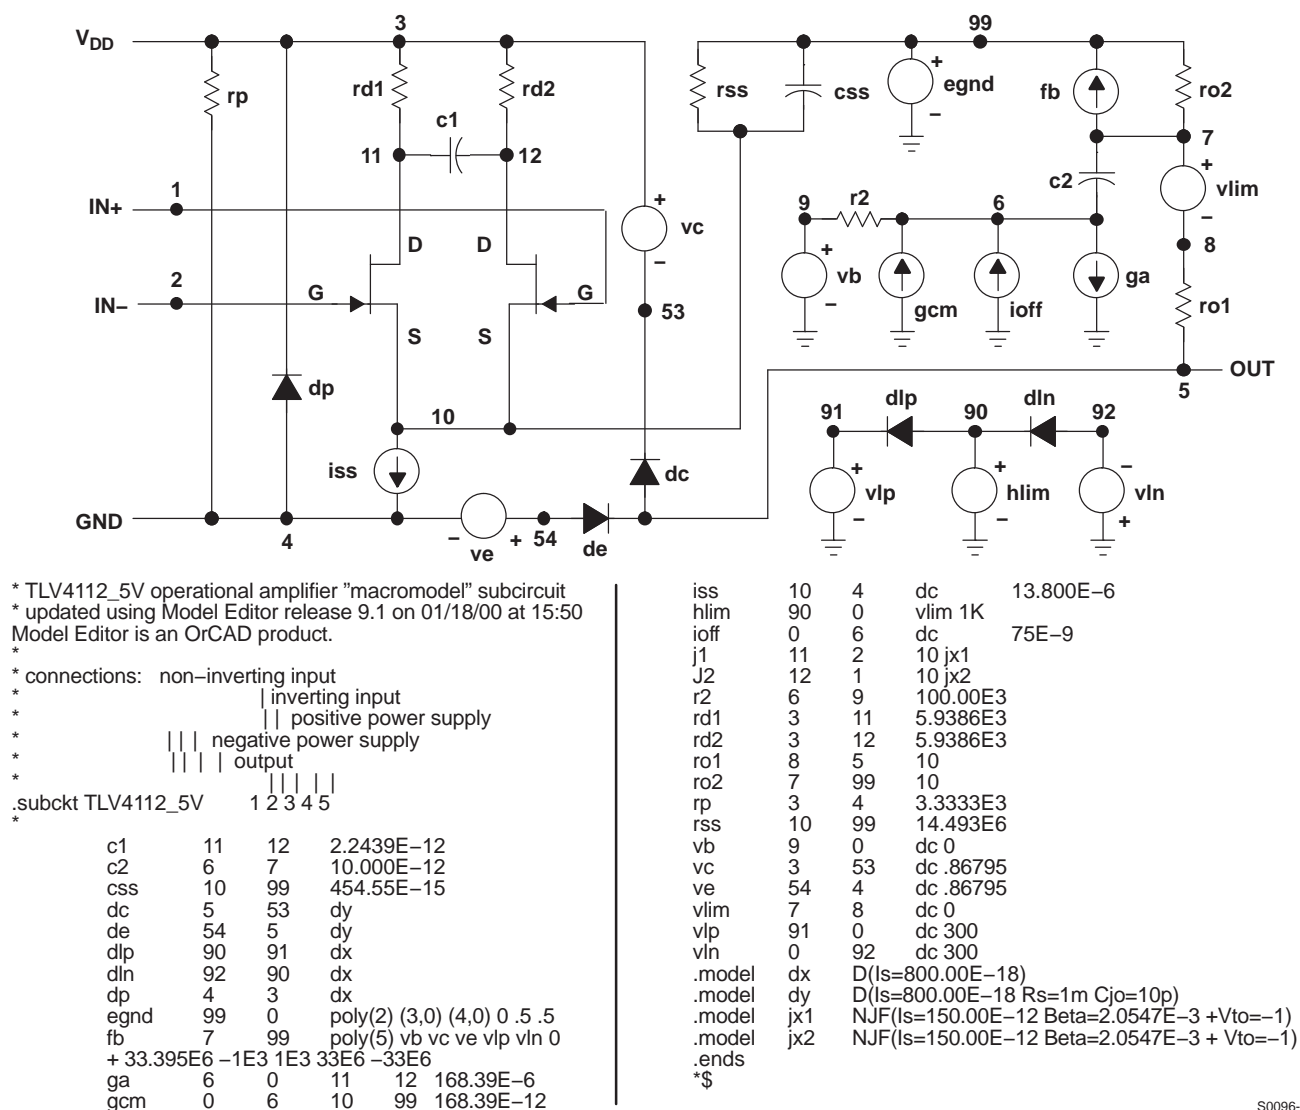 3
99
VDD
rp
rd1
rd2
c1
11
12
rss
css
egnd
+
−
fb
ro2
7
c2
vlim
+
−
1
IN+
2
IN−
D
D
G
G
S
S
+
vc
−
53
9
r2
6
+
vb
−
gcm
ioff
ga
8
ro1
OUT
5
dp
10
iss
dc
GND
4
−
ve
+
54
de
91
dlp
90
dln
92
+
vlp
−
+
hlim
−
−
vln
+
* TLV4112_5V operational amplifier ”macromodel” subcircuit
* updated using Model Editor release 9.1 on 01/18/00 at 15:50
Model Editor is an OrCAD product.
*
* connections: non−inverting input
* | inverting input
* | | positive power supply
* | | | negative power supply
* | | | | output
* | | | | |
.subckt TLV4112_5V 1 2 3 4 5
*
c1 11 12 2.2439E−12
c2 6 7 10.000E−12
css 10 99 454.55E−15
dc 5 53 dy
de 54 5 dy
dlp 90 91 dx
dln 92 90 dx
dp 4 3 dx
egnd 99 0 poly(2) (3,0) (4,0) 0 .5 .5
fb 7 99 poly(5) vb vc ve vlp vln 0
+ 33.395E6 −1E3 1E3 33E6 −33E6
ga 6 0 11 12 168.39E−6
gcm 0 6 10 99 168.39E−12
iss 10 4 dc 13.800E−6
hlim 90 0 vlim 1K
ioff 0 6 dc 75E−9
j1 11 2 10 jx1
J2 12 1 10 jx2
r2 6 9 100.00E3
rd1 3 11 5.9386E3
rd2 3 12 5.9386E3
ro1 8 5 10
ro2 7 99 10
rp 3 4 3.3333E3
rss 10 99 14.493E6
vb 9 0 dc 0
vc 3 53 dc .86795
ve 54 4 dc .86795
vlim 7 8 dc 0
vlp 91 0 dc 300
vln 0 92 dc 300
.model dx D(Is=800.00E−18)
.model dy D(Is=800.00E−18 Rs=1m Cjo=10p)
.model jx1 NJF(Is=150.00E−12 Beta=2.0547E−3 +Vto=−1)
.model jx2 NJF(Is=150.00E−12 Beta=2.0547E−3 + Vto=−1)
.ends
*$
S0096-